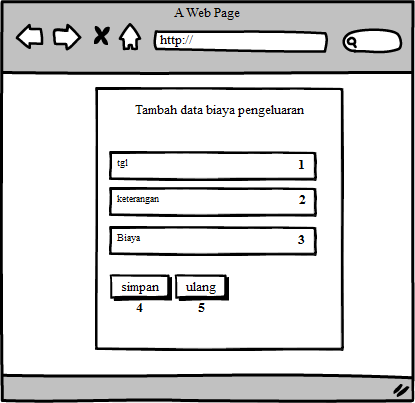 A Web Page
http://
Tambah data biaya pengeluaran
tgl 1
keterangan 2
Biaya 3
simpan ulang
4 5